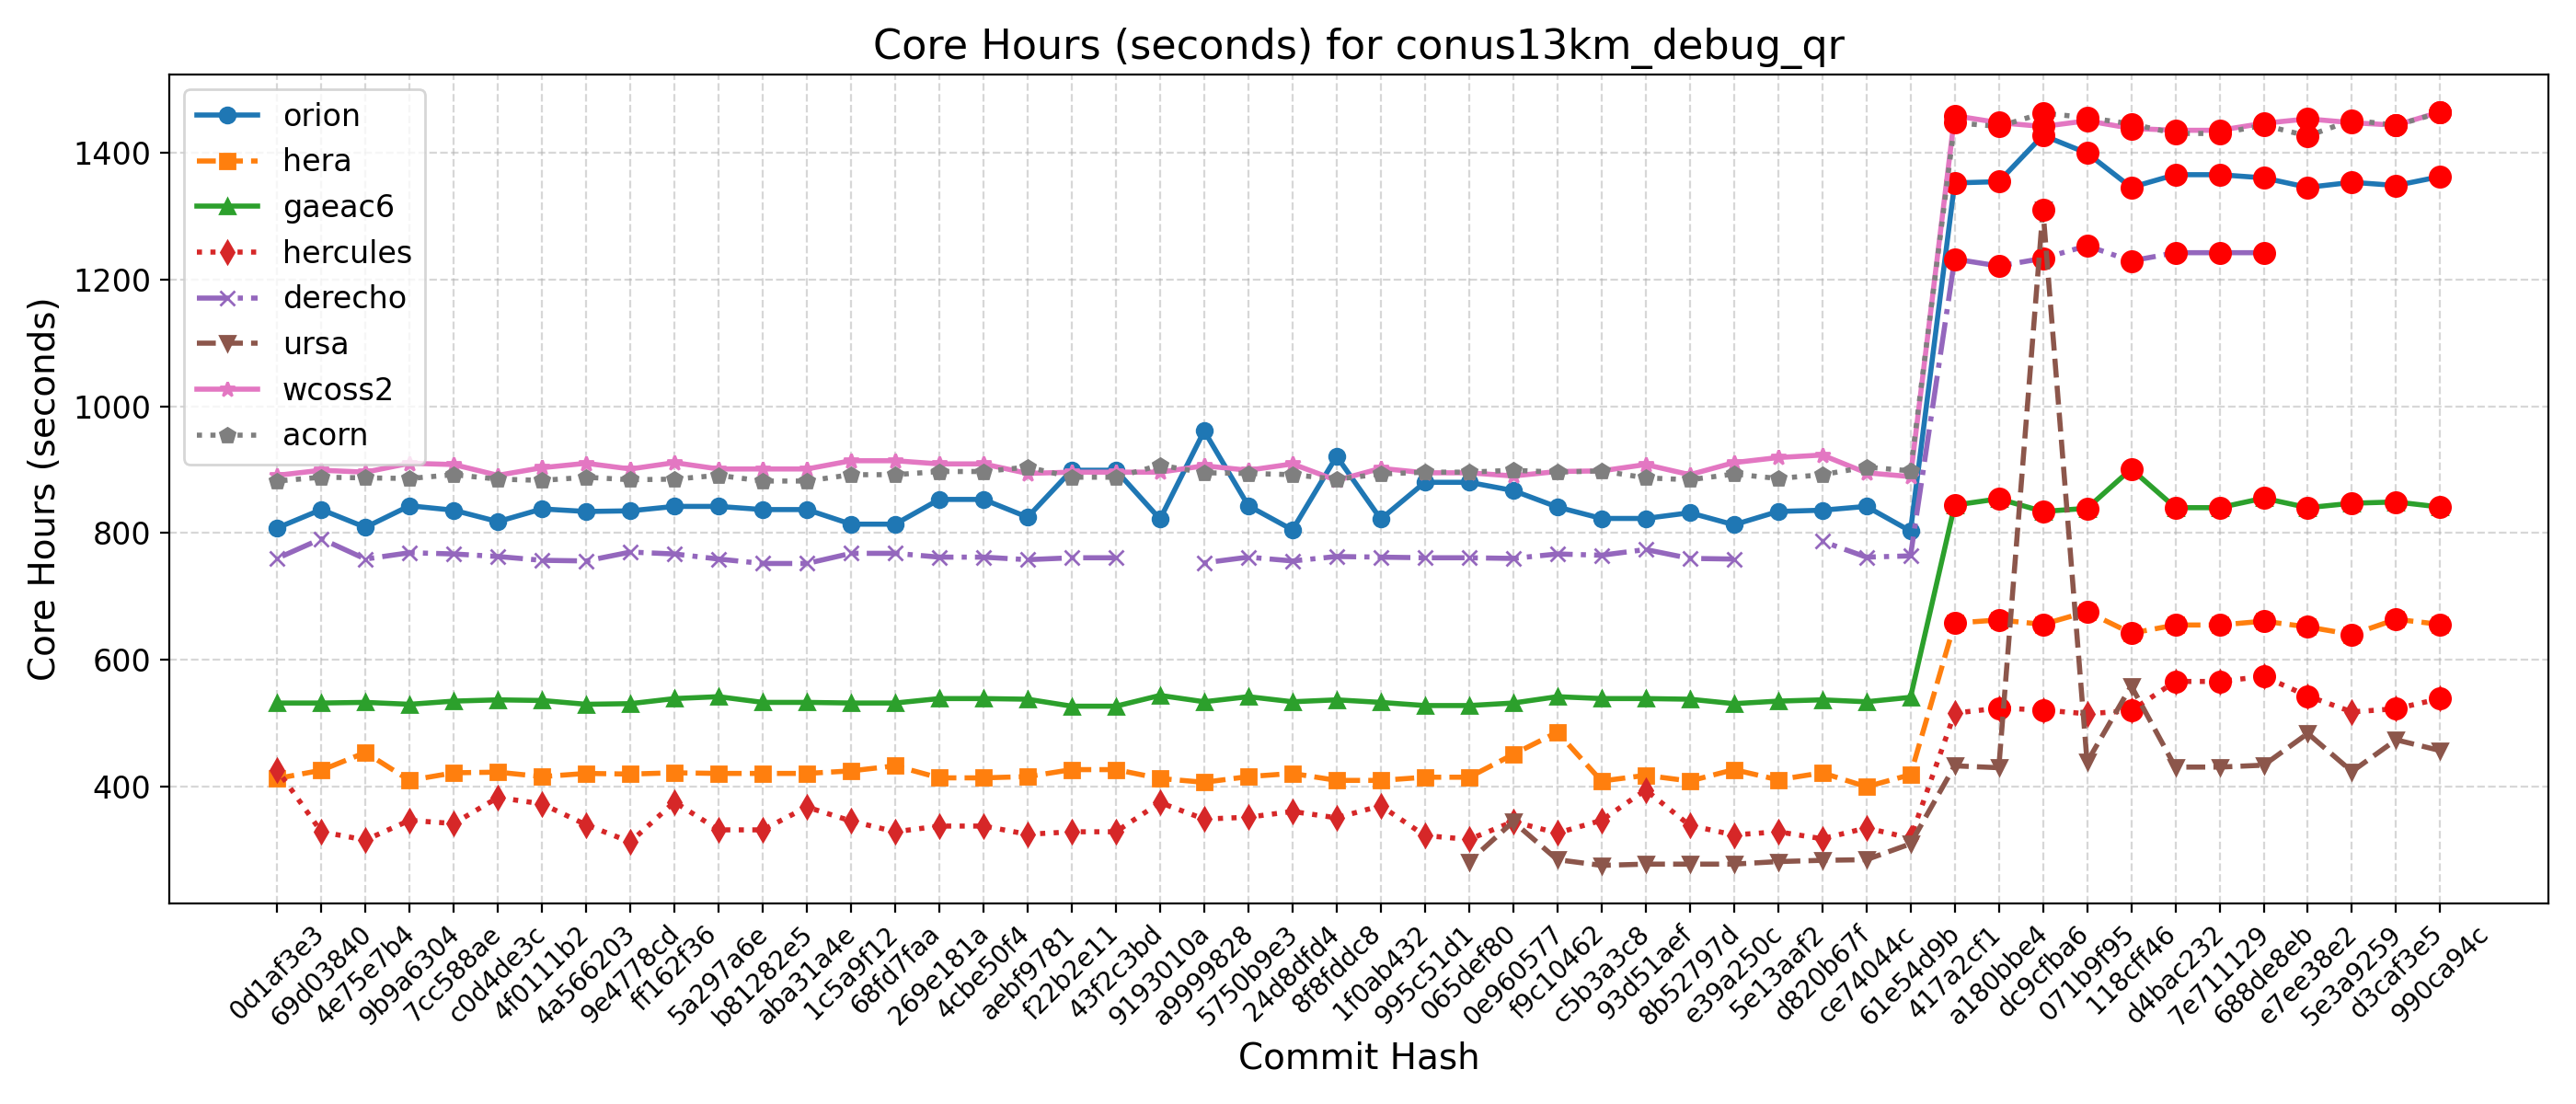 Core Hours (seconds) for conus13km_debug_qr
Core Hours (seconds)
1400
1200
1000
800
600
400
orion
hera
gaeac6
hercules
derecho
ursa
wcoss2
acorn
0d1af3e3
69d03840
4e75e7b4
9b9a6304
7cc588ae
c0d4de3c
4f0111b2
4a566203
9e4778cd
ff162f36
5a297a6e
b81282e5
aba31a4e
1c5a9f12
68fd7faa
269e181a
4cbe50f4
aebf9781
f22b2e11
43f2c3bd
9193010a
a9999828
5750b9e3
24d8dfd4
8f8fddc8
1f0ab432
995c51d1
065def80
0e960577
f9c10462
c5b3a3c8
93d51aef
8b52797d
e39a250c
5e13aaf2
d820b67f
ce74044c
61e54d9b
417a2cf1
a180bbe4
dc9cfba6
071b9f95
118cff46
d4bac232
7e711129
688de8eb
e7ee38e2
5e3a9259
d3caf3e5
990ca94c
Commit Hash